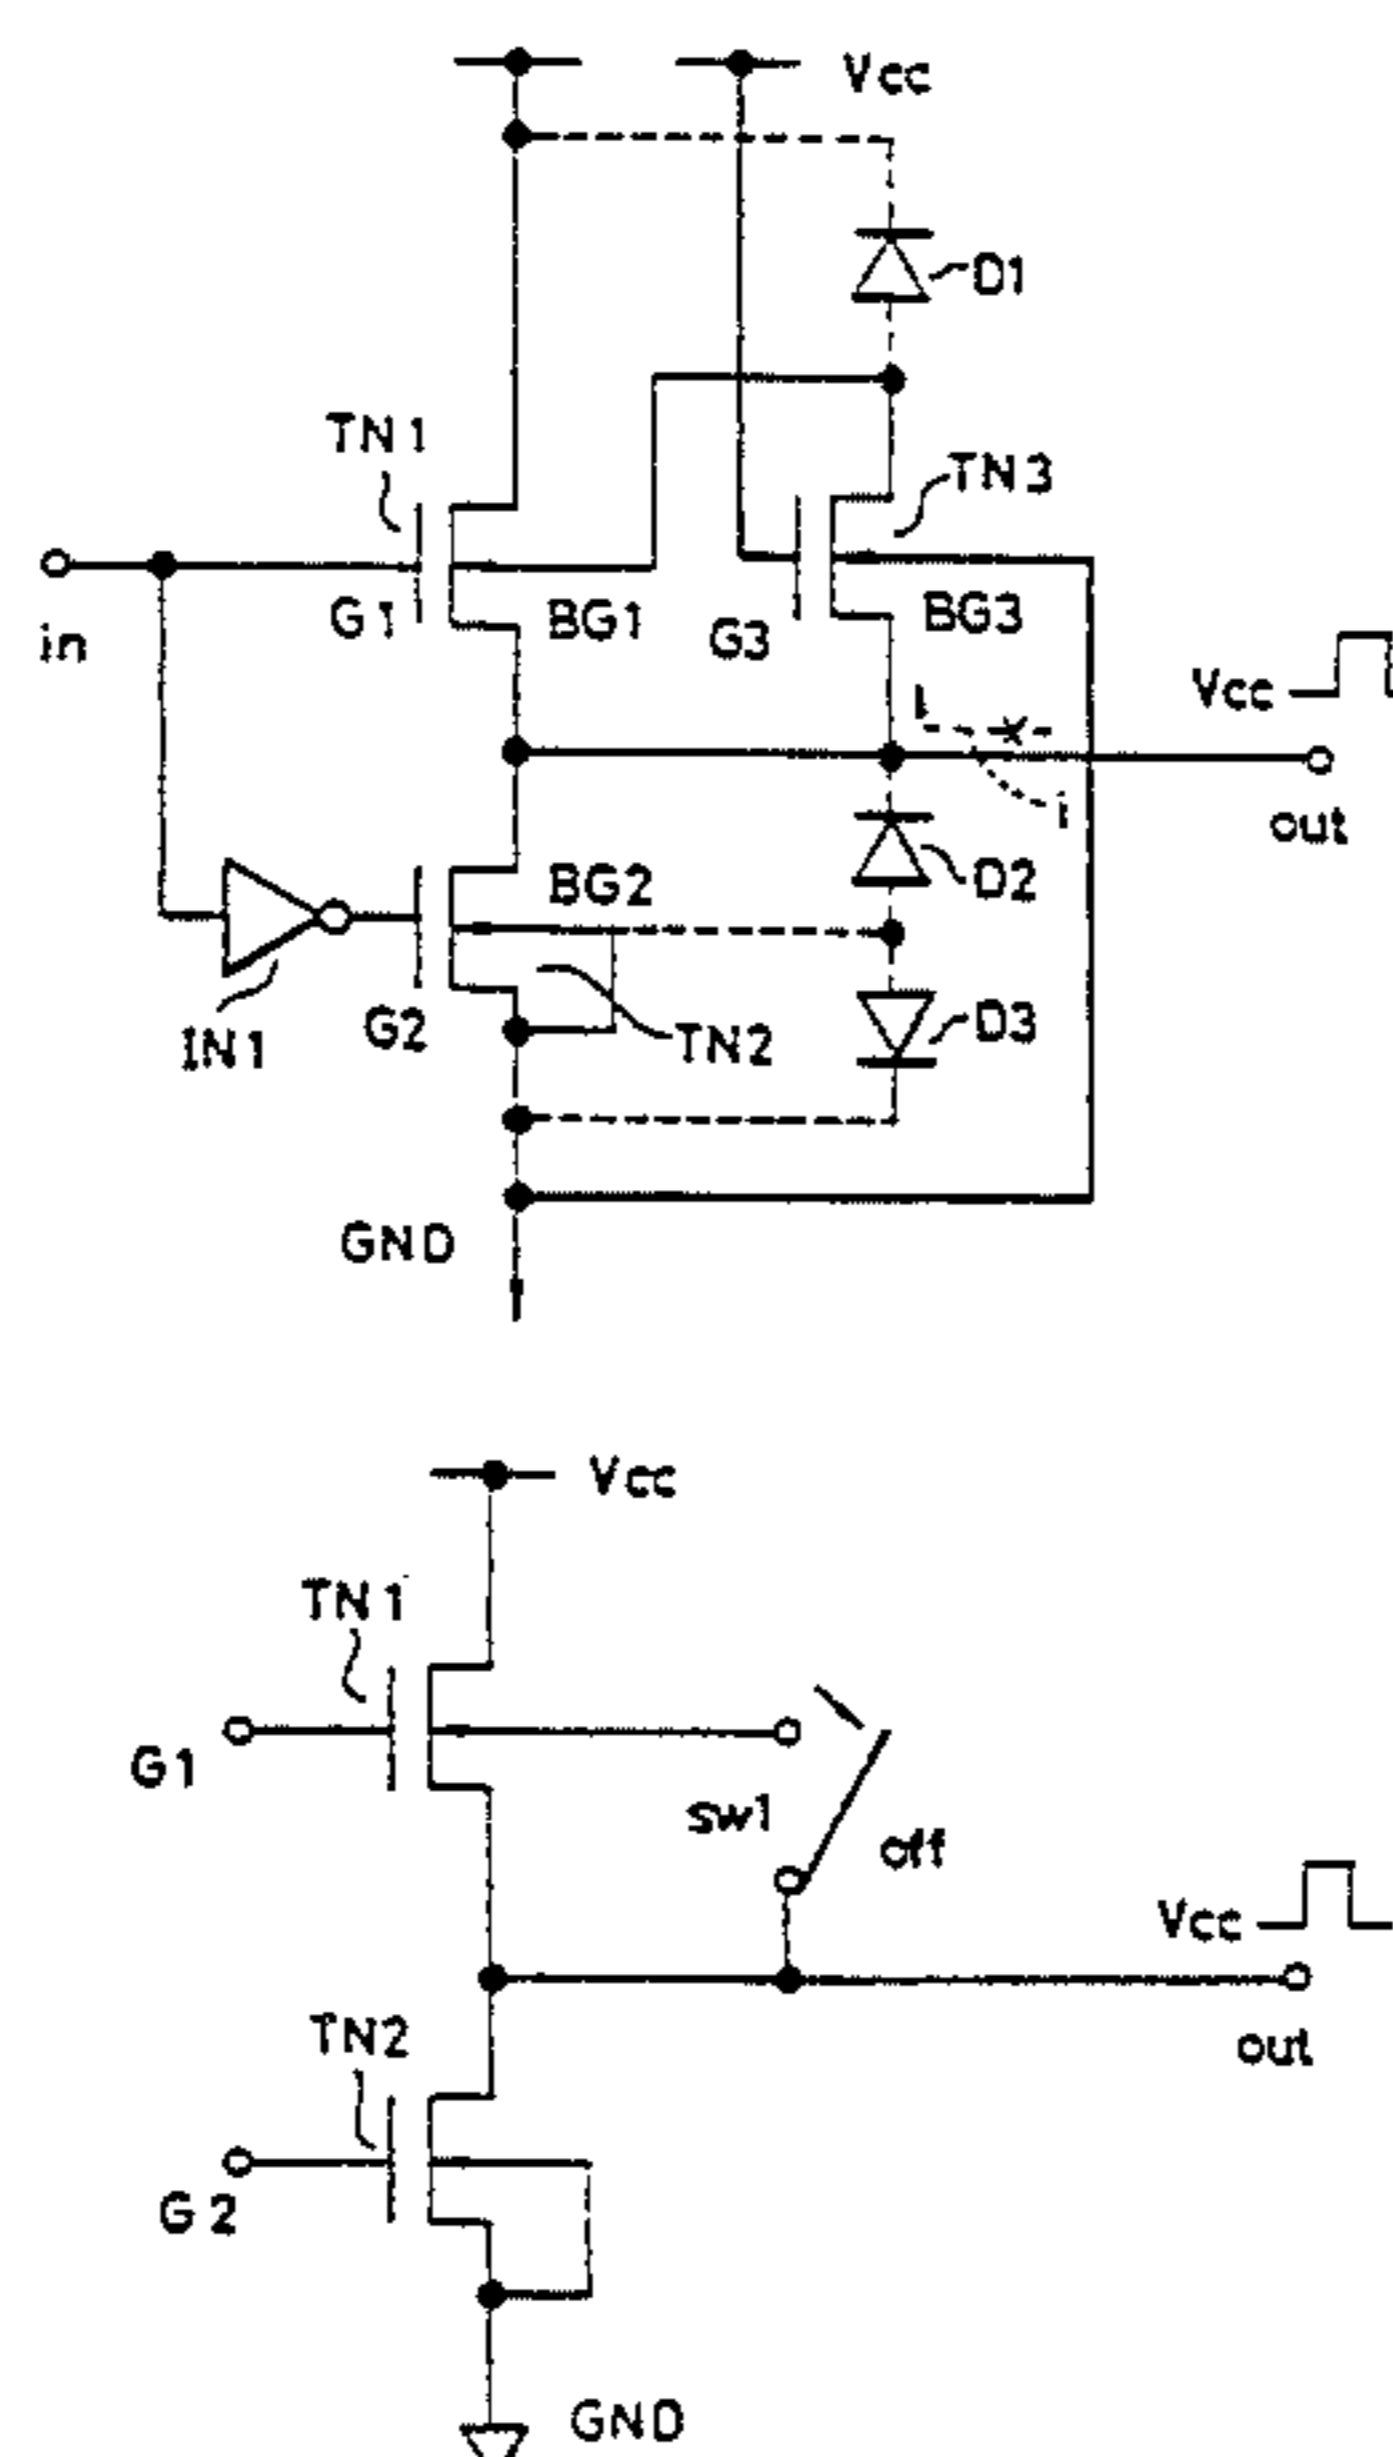 Vcc
D1
TN1
TN3
in
G1
BG1
G3
BG3
Vcc
i
out
BG2
D2
IN1
G2
TN2
D3
GND
Vcc
TN1
G1
sw1
off
Vcc
out
TN2
G2
GND